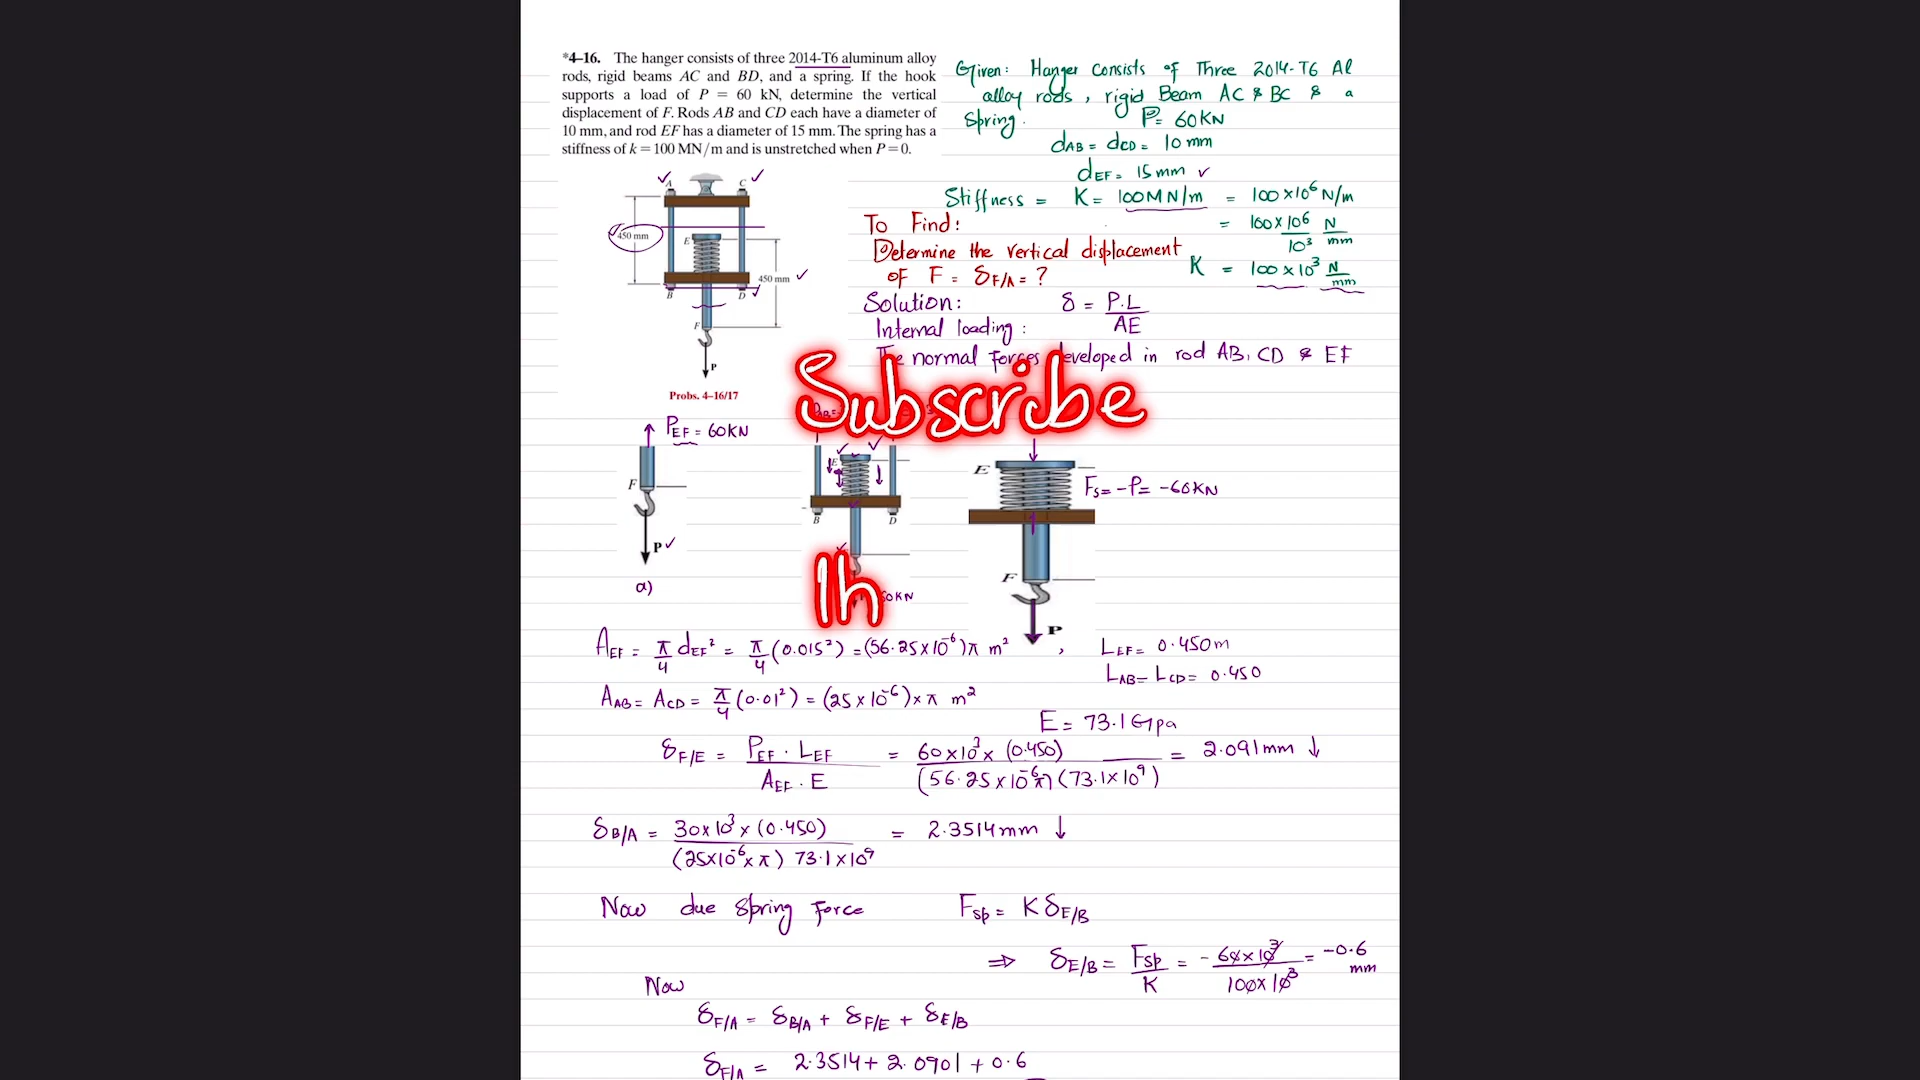 *4–16. The hanger consists of three 2014-T6 aluminum alloy
rods, rigid beams AC and BD, and a spring. If the hook
supports a load of P = 60 kN, determine the vertical
displacement of F. Rods AB and CD each have a diameter of
10 mm, and rod EF has a diameter of 15 mm. The spring has a
stiffness of k = 100 MN/m and is unstretched when P = 0.
A
C
450 mm
E
450 mm
B
D
F
P
Probs. 4–16/17
Given: Hanger Consists of Three 2014-T6 Al
alloy rods, rigid Beam AC & BC & a
Spring.
P= 60KN
dAB = dCD = 10 mm
dEF = 15mm
Stiffness = K = 100MN/m = 100×10⁶ N/m
= 100×10⁶/10³ N/mm
K = 100×10³ N/mm
To Find:
Determine the vertical displacement
of F = δF/A = ?
Solution: δ = P.L/AE
Internal loading:
normal forces developed in rod AB, CD & EF
Subscribe
1h
PEF = 60KN
F
P
a)
E
B
D
E
Fs = -P = -60KN
F
P
AEF = π/4 dEF² = π/4 (0.015²) = (56.25×10⁻⁶)π m² , LEF = 0.450m
LAB = LCD = 0.450
AAB = ACD = π/4 (0.01²) = (25×10⁻⁶)×π m²
E = 73.1Gpa
δF/E = PEF . LEF/AEF . E = 60×10³×(0.450)/(56.25×10⁻⁶π)(73.1×10⁹) = 2.091mm ↓
δB/A = 30×10³×(0.450)/(25×10⁻⁶×π) 73.1×10⁹ = 2.3514mm ↓
Now due Spring Force Fsp = K δE/B
⇒ δE/B = Fsp/K = -60×10³/100×10³ = -0.6 mm
Now
δF/A = δB/A + δF/E + δE/B
δF/A = 2.3514 + 2.0901 + 0.6